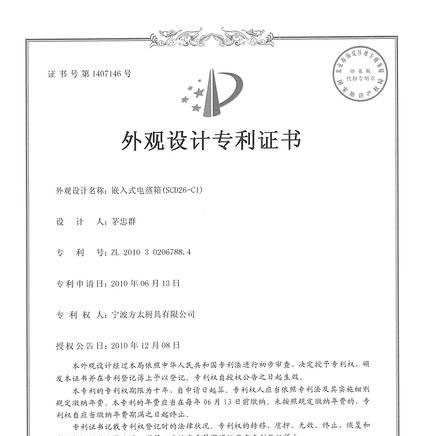 证书号第1407146号
外观设计专利证书
外观设计名称：嵌入式电蒸箱(SCD26-C1)
设 计 人：茅忠群
专 利 号：ZL 2010 3 0206788.4
专利申请日：2010年06月13日
专 利 权 人：宁波方太厨具有限公司
授权公告日：2010年12月08日
本外观设计经过本局依照中华人民共和国专利法进行初步审查，决定授予专利权，颁
发本证书并在专利登记簿上予以登记。专利权自授权公告之日起生效。
本专利的专利权期限为十年，自申请日起算。专利权人应当依照专利法及其实施细则
规定缴纳年费。本专利的年费应当在每年06月13日前缴纳。未按照规定缴纳年费的，专
利权自应当缴纳年费期满之日起终止。
专利证书记载专利权登记时的法律状况。专利权的转移、质押、无效、终止、恢复和